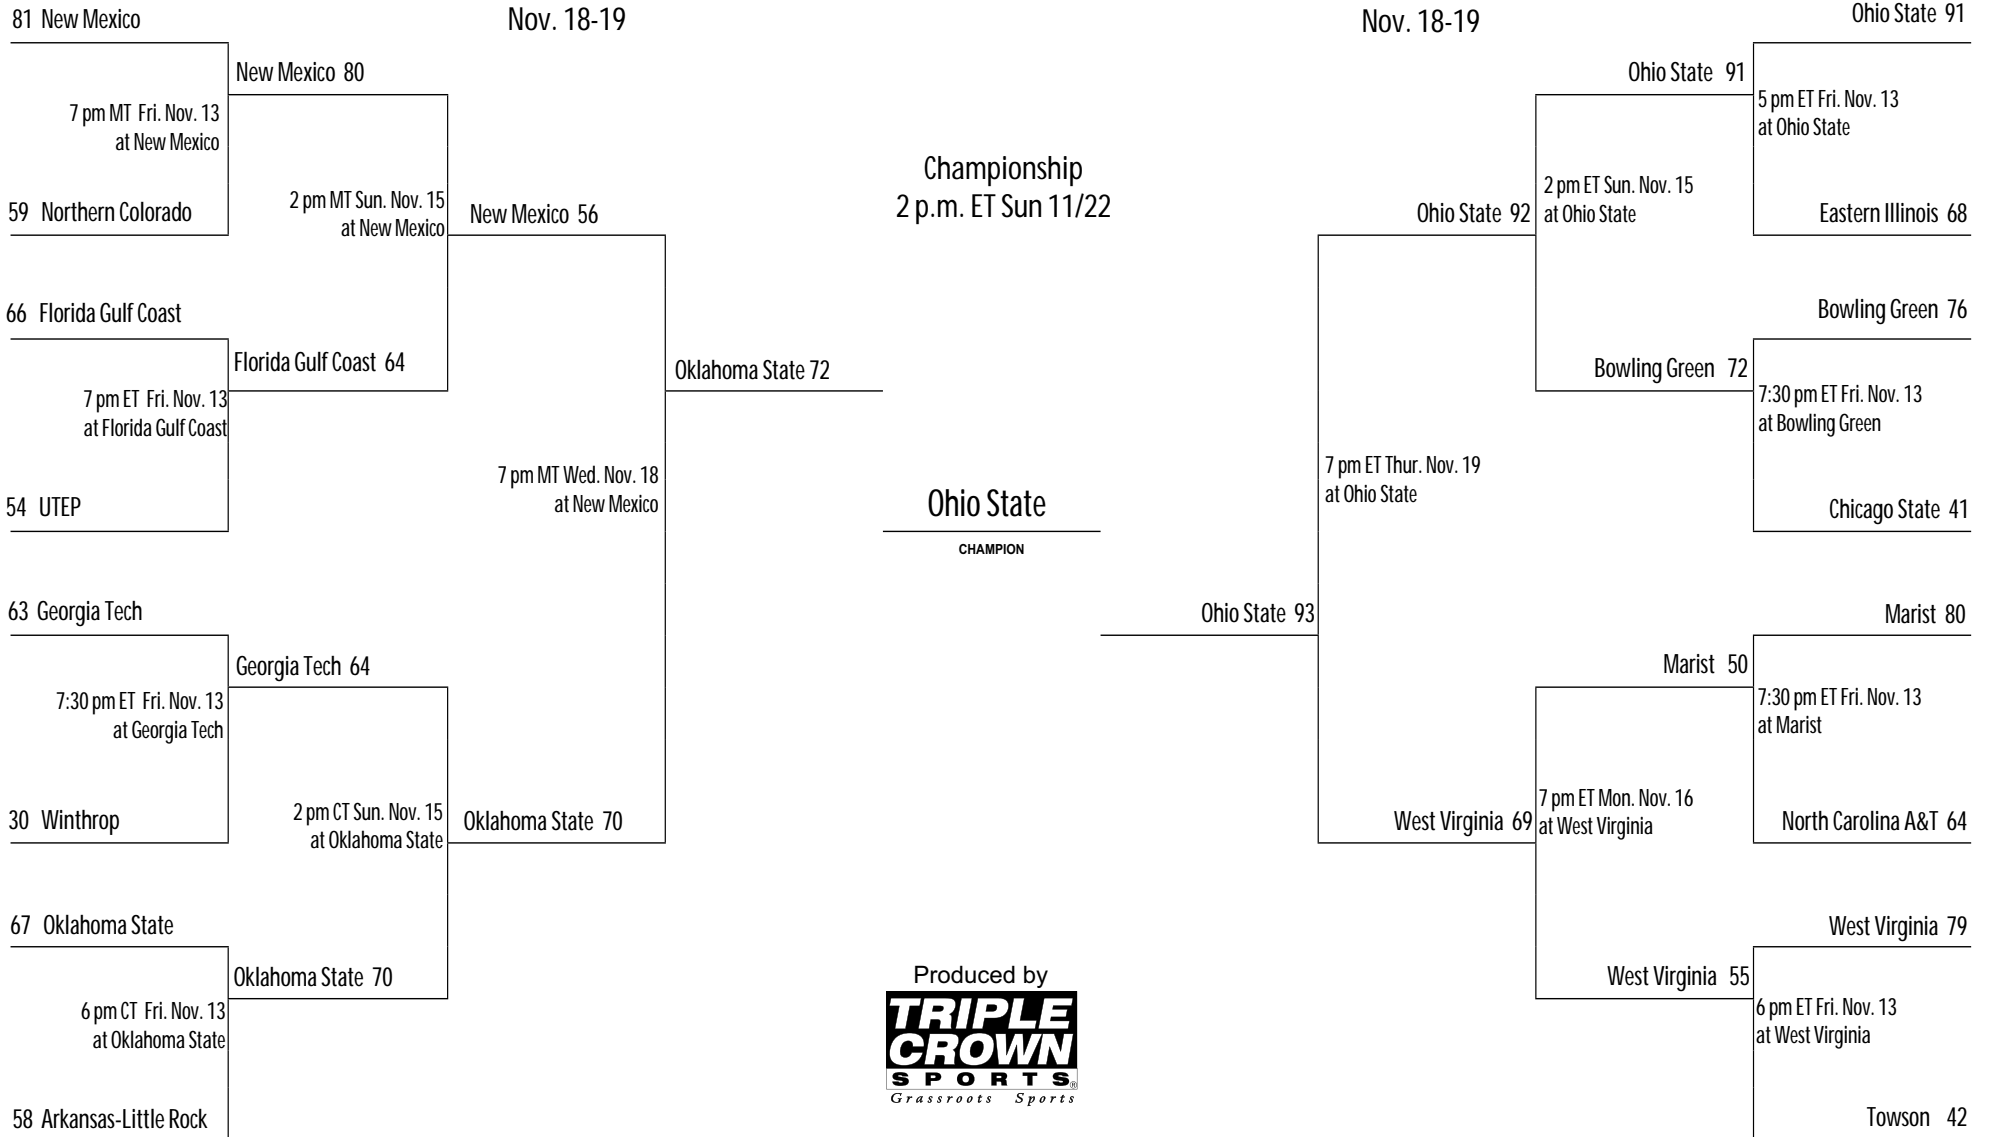 81 New Mexico
Nov. 18-19
Nov. 18-19
Ohio State 91
New Mexico 80
Ohio State 91
7 pm MT Fri. Nov. 13
at New Mexico
5 pm ET Fri. Nov. 13
at Ohio State
Championship
2 p.m. ET Sun 11/22
59 Northern Colorado
2 pm MT Sun. Nov. 15
at New Mexico
New Mexico 56
Ohio State 92
2 pm ET Sun. Nov. 15
at Ohio State
Eastern Illinois 68
66 Florida Gulf Coast
Bowling Green 76
Florida Gulf Coast 64
Oklahoma State 72
Bowling Green 72
7 pm ET Fri. Nov. 13
at Florida Gulf Coast
7:30 pm ET Fri. Nov. 13
at Bowling Green
7 pm MT Wed. Nov. 18
at New Mexico
7 pm ET Thur. Nov. 19
at Ohio State
54 UTEP
Ohio State
CHAMPION
Chicago State 41
63 Georgia Tech
Ohio State 93
Marist 80
Georgia Tech 64
Marist 50
7:30 pm ET Fri. Nov. 13
at Georgia Tech
7:30 pm ET Fri. Nov. 13
at Marist
30 Winthrop
2 pm CT Sun. Nov. 15
at Oklahoma State
Oklahoma State 70
West Virginia 69
7 pm ET Mon. Nov. 16
at West Virginia
North Carolina A&T 64
67 Oklahoma State
West Virginia 79
Oklahoma State 70
Produced by
TRIPLE
CROWN
SPORTS®
Grassroots Sports
West Virginia 55
6 pm CT Fri. Nov. 13
at Oklahoma State
6 pm ET Fri. Nov. 13
at West Virginia
58 Arkansas-Little Rock
Towson 42